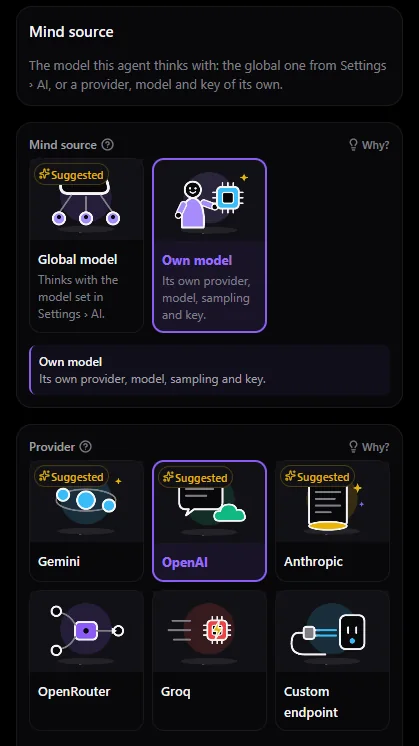 Mind source
The model this agent thinks with: the global one from Settings
› AI, or a provider, model and key of its own.
Mind source
Why?
Suggested
Global model
Thinks with the
model set in
Settings › AI.
Own model
Its own provider,
model, sampling
and key.
Own model
Its own provider, model, sampling and key.
Provider
Why?
Suggested
Gemini
Suggested
OpenAI
Suggested
Anthropic
OpenRouter
Groq
Custom
endpoint